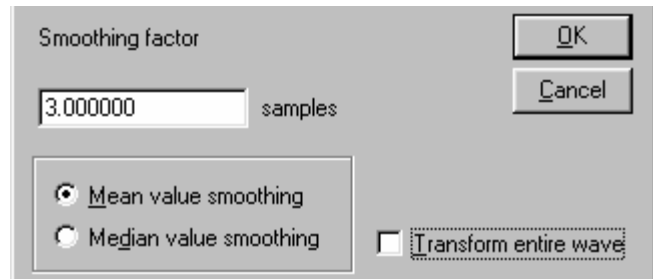 Smoothing factor
OK
3.000000 samples
Cancel
Mean value smoothing
Median value smoothing
Transform entire wave